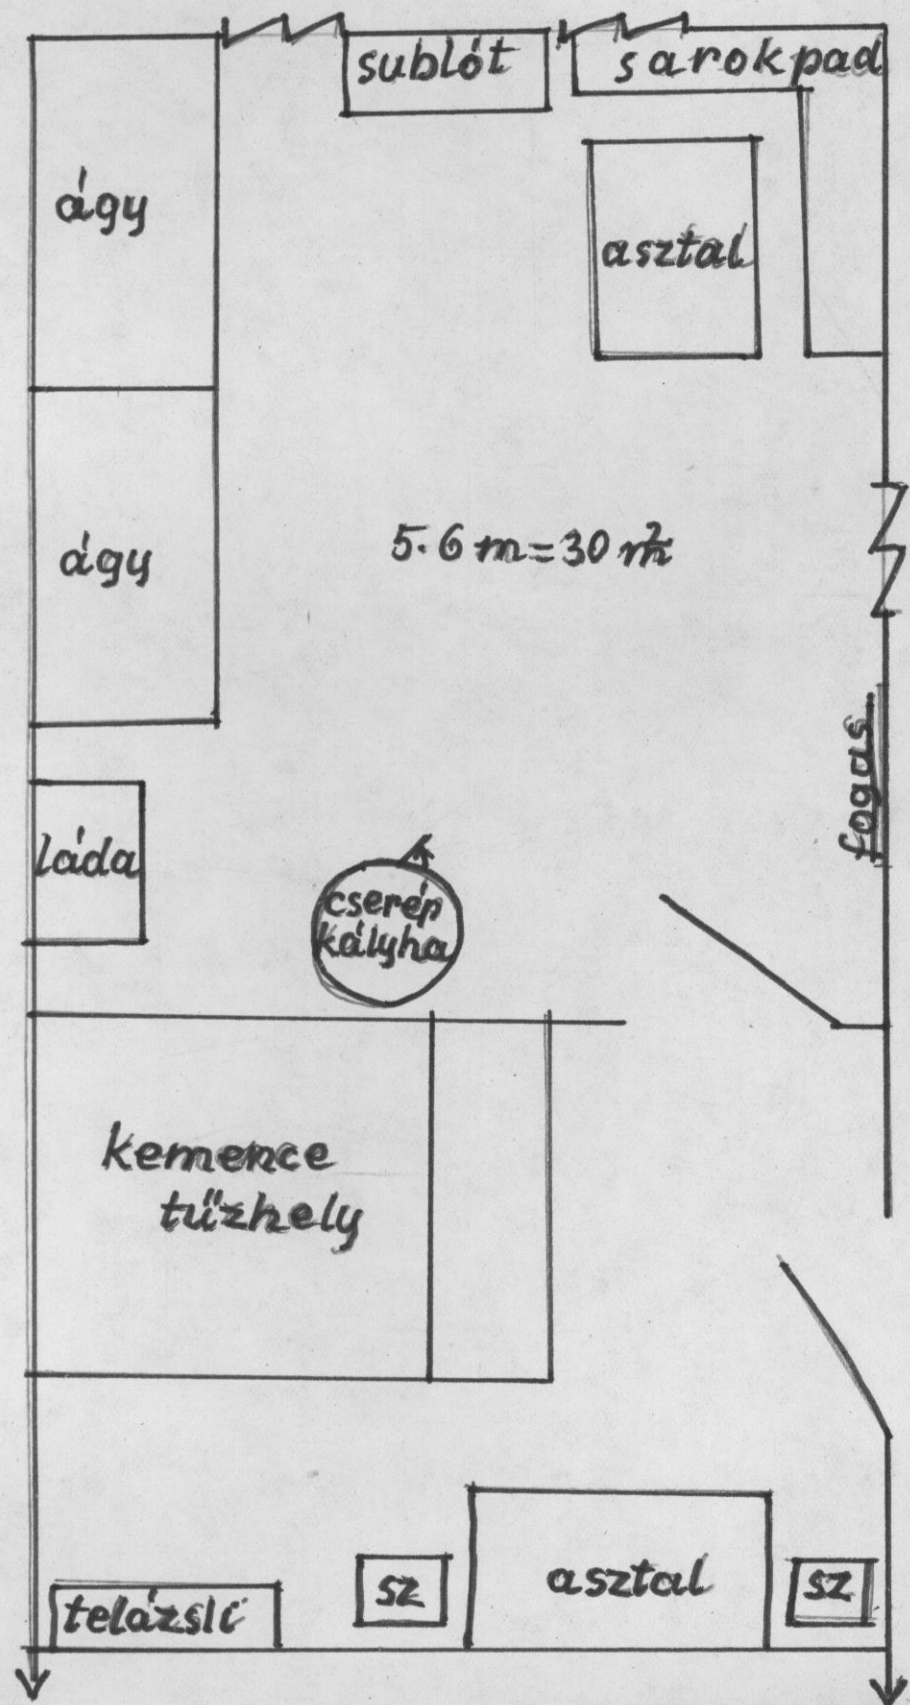 sublót
sarokpad
ágy
asztal
ágy
5·6 m=30 m²
fogas
láda
cserép
kályha
kemence
tűzhely
sz
asztal
sz
telázsli